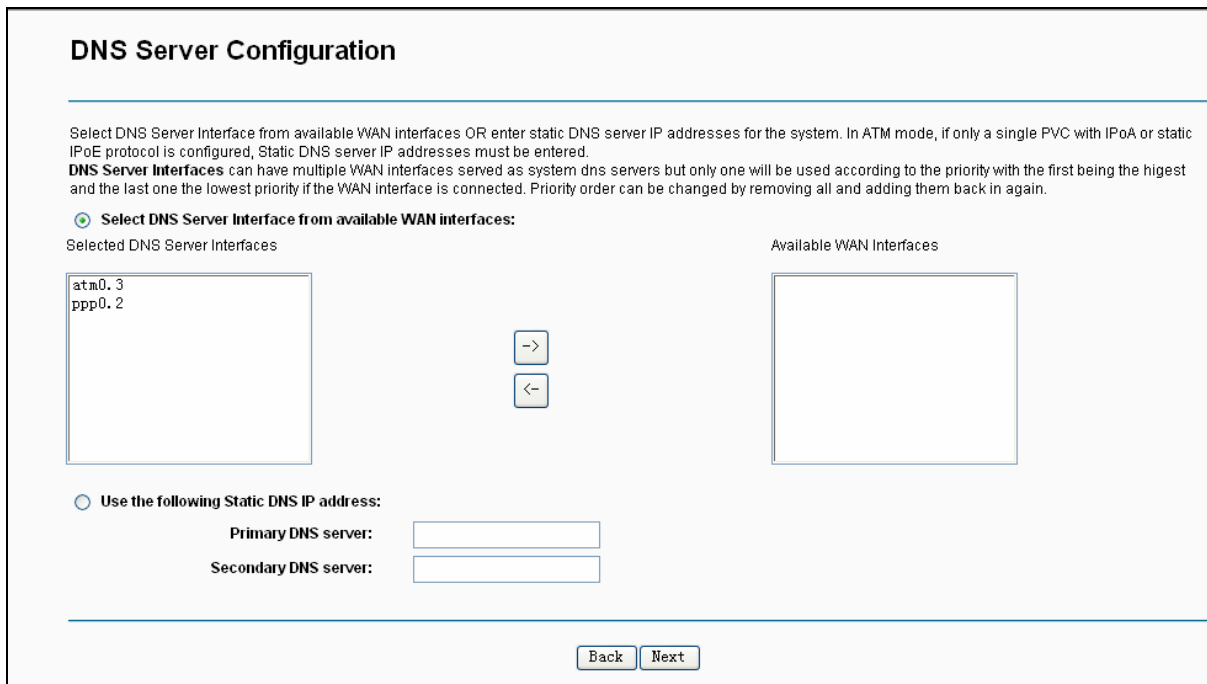 DNS Server Configuration
Select DNS Server Interface from available WAN interfaces OR enter static DNS server IP addresses for the system. In ATM mode, if only a single PVC with IPoA or static
IPoE protocol is configured, Static DNS server IP addresses must be entered.
DNS Server Interfaces can have multiple WAN interfaces served as system dns servers but only one will be used according to the priority with the first being the higest
and the last one the lowest priority if the WAN interface is connected. Priority order can be changed by removing all and adding them back in again.
Select DNS Server Interface from available WAN interfaces:
Selected DNS Server Interfaces
Available WAN Interfaces
atm0.3
ppp0.2
->
<-
Use the following Static DNS IP address:
Primary DNS server:
Secondary DNS server:
Back Next